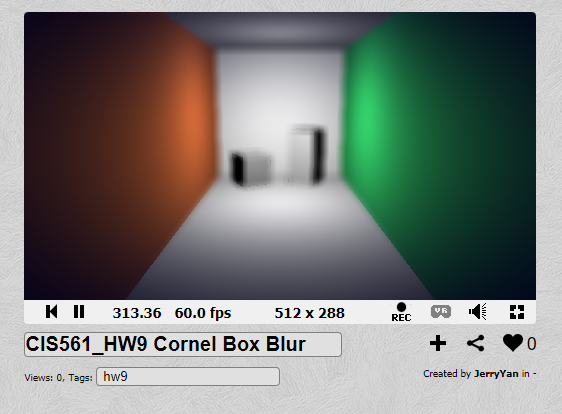 313.36 60.0 fps 512 x 288 REC VR
CIS561_HW9 Cornel Box Blur 0
Views: 0, Tags: hw9 Created by JerryYan in -